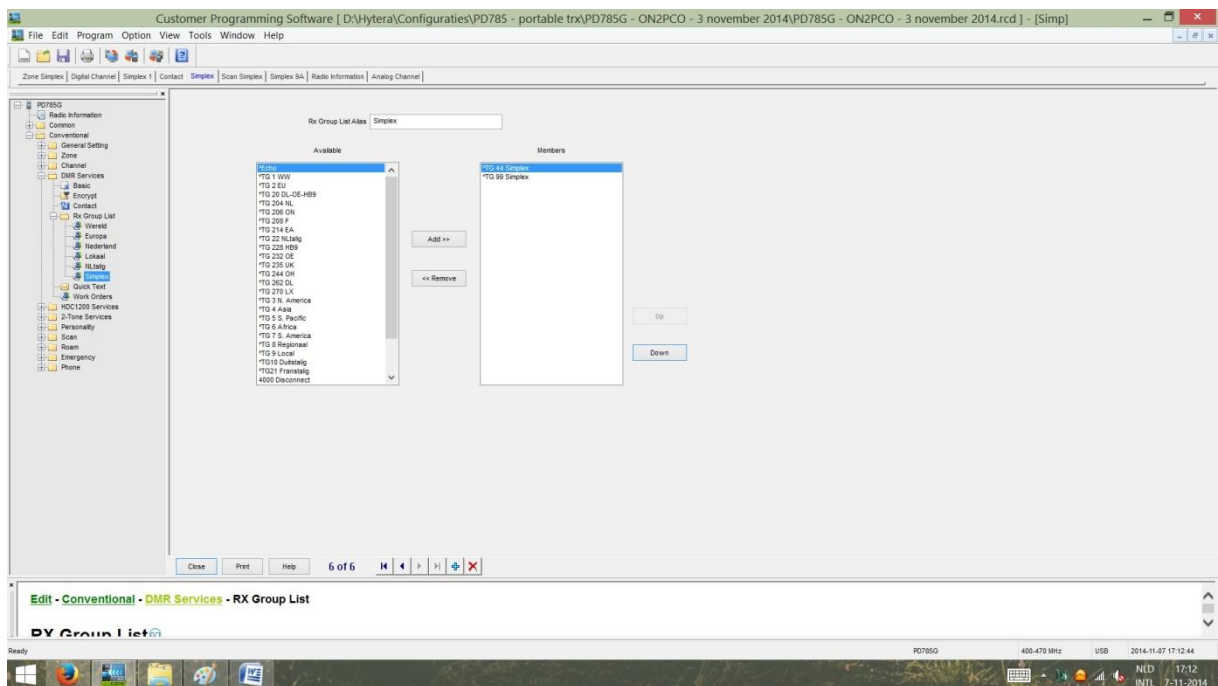 Customer Programming Software [ D:\Hytera\Configuraties\PD785 - portable trx\PD785G - ON2PCO - 3 november 2014\PD785G - ON2PCO - 3 november 2014.rcd ] - [Simp]
File Edit Program Option View Tools Window Help
Zone Simplex | Digital Channel | Simplex 1 | Contact | Simplex | Scan Simplex | Simplex 9A | Radio Information | Analog Channel
PD785G
Radio Information
Common
Conventional
General Setting
Zone
Channel
DMR Services
Basic
Encrypt
Contact
Rx Group List
Wereld
Europa
Nederland
Lokaal
NLtalig
Simplex
Quick Text
Work Orders
HDC1200 Services
2-Tone Services
Personality
Scan
Roam
Emergency
Phone
Rx Group List Alias Simplex
Available
*Echo
*TG 1 WW
*TG 2 EU
*TG 20 DL-OE-HB9
*TG 204 NL
*TG 206 ON
*TG 208 F
*TG 214 EA
*TG 22 NLtalig
*TG 228 HB9
*TG 232 OE
*TG 235 UK
*TG 244 OH
*TG 262 DL
*TG 270 LX
*TG 3 N. America
*TG 4 Asia
*TG 5 S. Pacific
*TG 6 Africa
*TG 7 S. America
*TG 8 Regionaal
*TG 9 Local
*TG10 Duitstalig
*TG21 Franstalig
4000 Disconnect
Add >>
<< Remove
Members
*TG 44 Simplex
*TG 99 Simplex
Up
Down
Close Print Help 6 of 6
Edit - Conventional - DMR Services - RX Group List
RX Group List
Ready PD785G 400-470 MHz USB 2014-11-07 17:12:44
NLD 17:12
INTL 7-11-2014